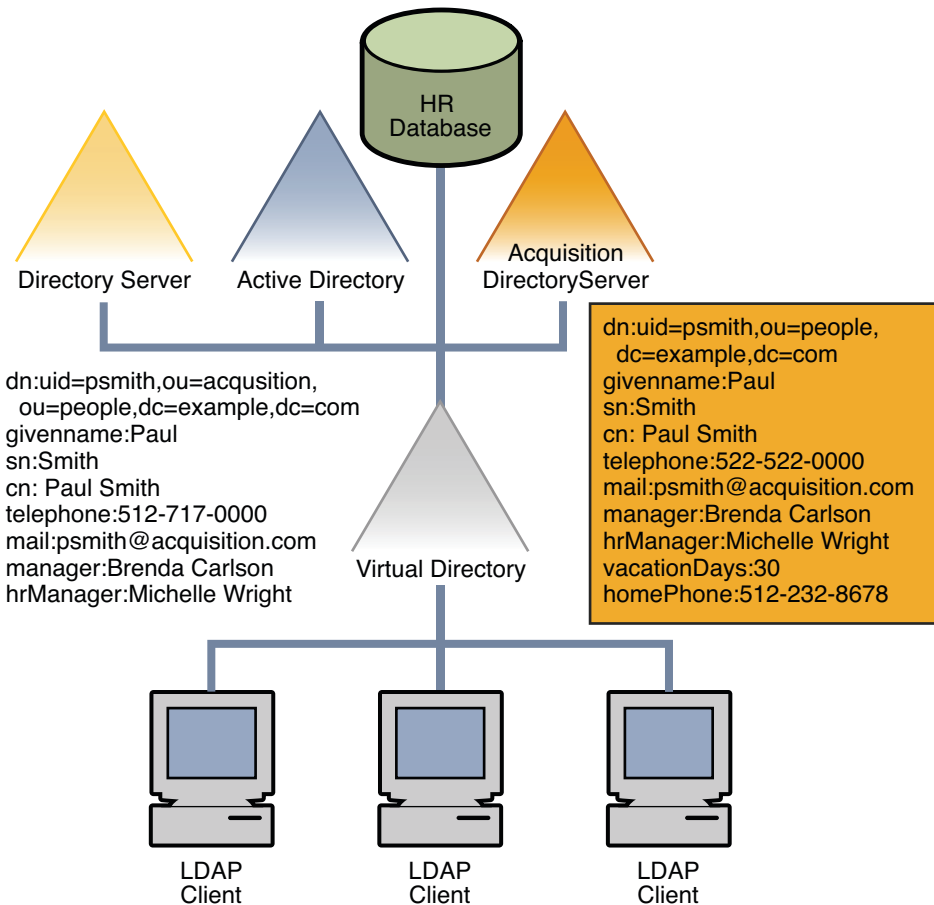 HR
Database
Directory Server
Active Directory
Acquisition
DirectoryServer
dn:uid=psmith,ou=acqusition,
ou=people,dc=example,dc=com
givenname:Paul
sn:Smith
cn: Paul Smith
telephone:512-717-0000
mail:psmith@acquisition.com
manager:Brenda Carlson
hrManager:Michelle Wright
dn:uid=psmith,ou=people,
dc=example,dc=com
givenname:Paul
sn:Smith
cn: Paul Smith
telephone:522-522-0000
mail:psmith@acquisition.com
manager:Brenda Carlson
hrManager:Michelle Wright
vacationDays:30
homePhone:512-232-8678
Virtual Directory
LDAP
Client
LDAP
Client
LDAP
Client